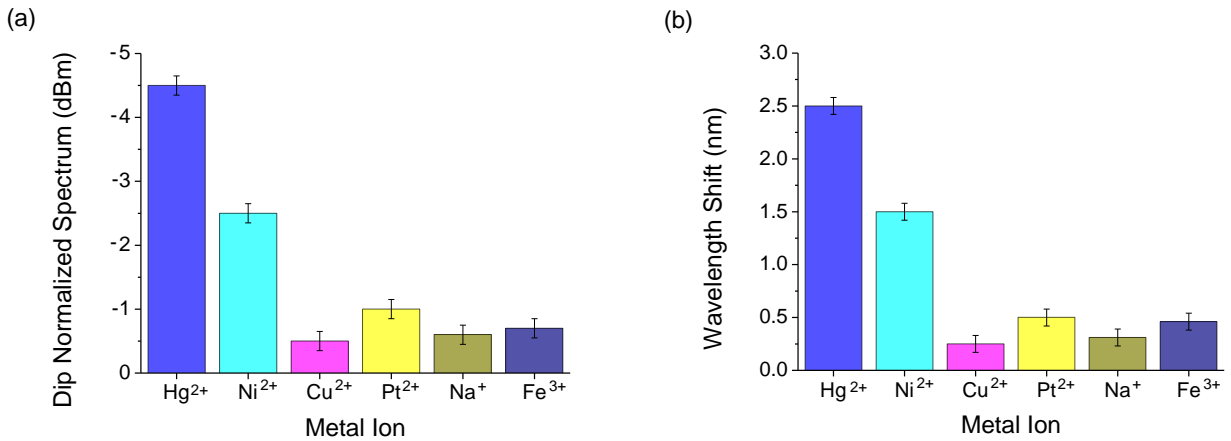 (a)
Dip Normalized Spectrum (dBm)
-5
-4
-3
-2
-1
0
Hg2+ Ni2+ Cu2+ Pt2+ Na+ Fe3+
Metal Ion
(b)
Wavelength Shift (nm)
3.0
2.5
2.0
1.5
1.0
0.5
0.0
Hg2+ Ni2+ Cu2+ Pt2+ Na+ Fe3+
Metal Ion